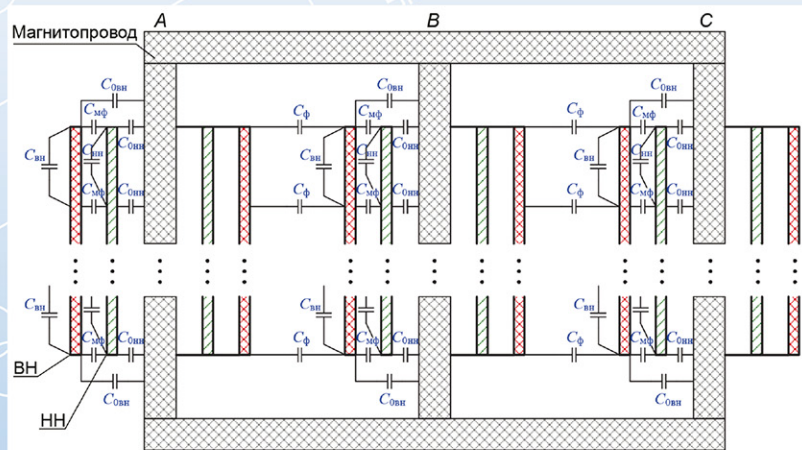 A B C
Магнитопровод
C₀вн C₀вн C₀вн
Cмф Cф Cмф Cф Cмф
Cвн Cнн C₀нн Cвн Cнн C₀нн Cвн Cнн C₀нн
Cмф C₀нн Cф Cмф C₀нн Cф Cмф C₀нн
Cвн Cвн Cвн
Cмф C₀нн Cф Cмф C₀нн Cф Cмф C₀нн
ВН
C₀вн C₀вн C₀вн
НН